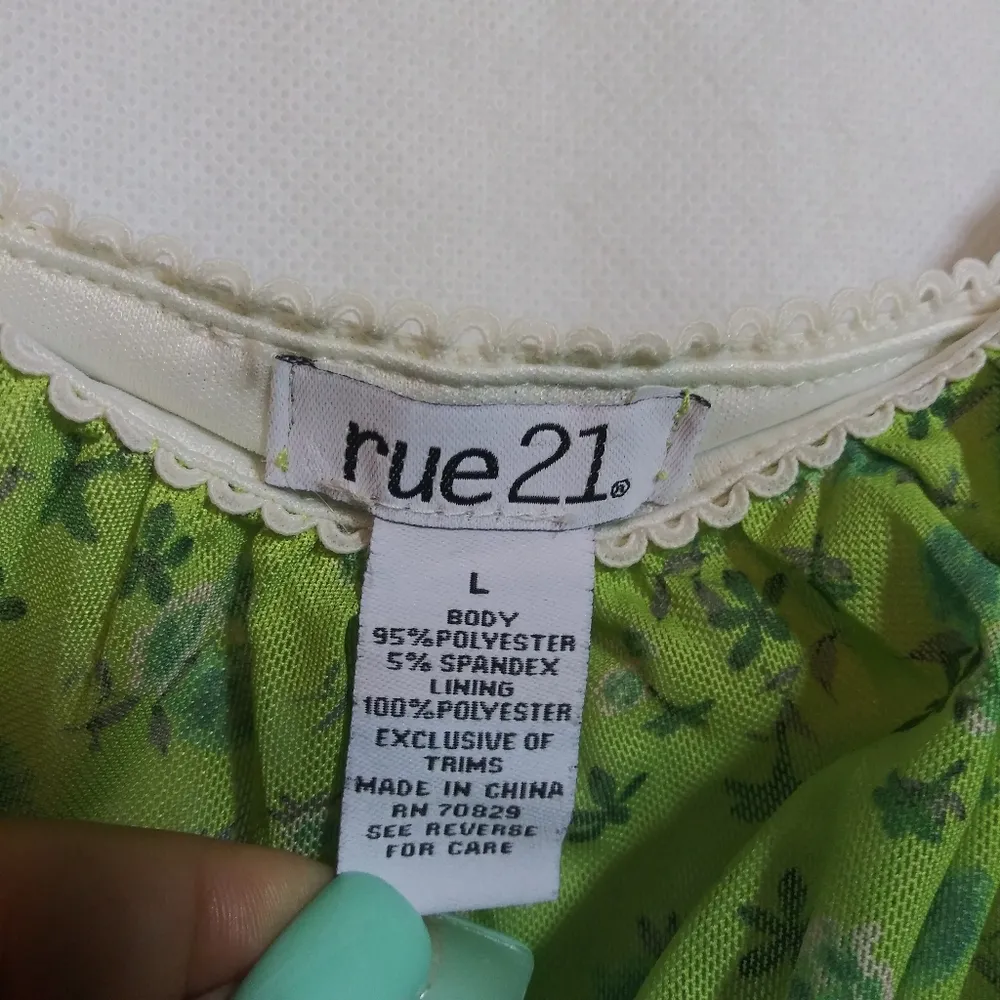 rue21®
L
BODY
95%POLYESTER
5% SPANDEX
LINING
100%POLYESTER
EXCLUSIVE OF
TRIMS
MADE IN CHINA
RN 70829
SEE REVERSE
FOR CARE